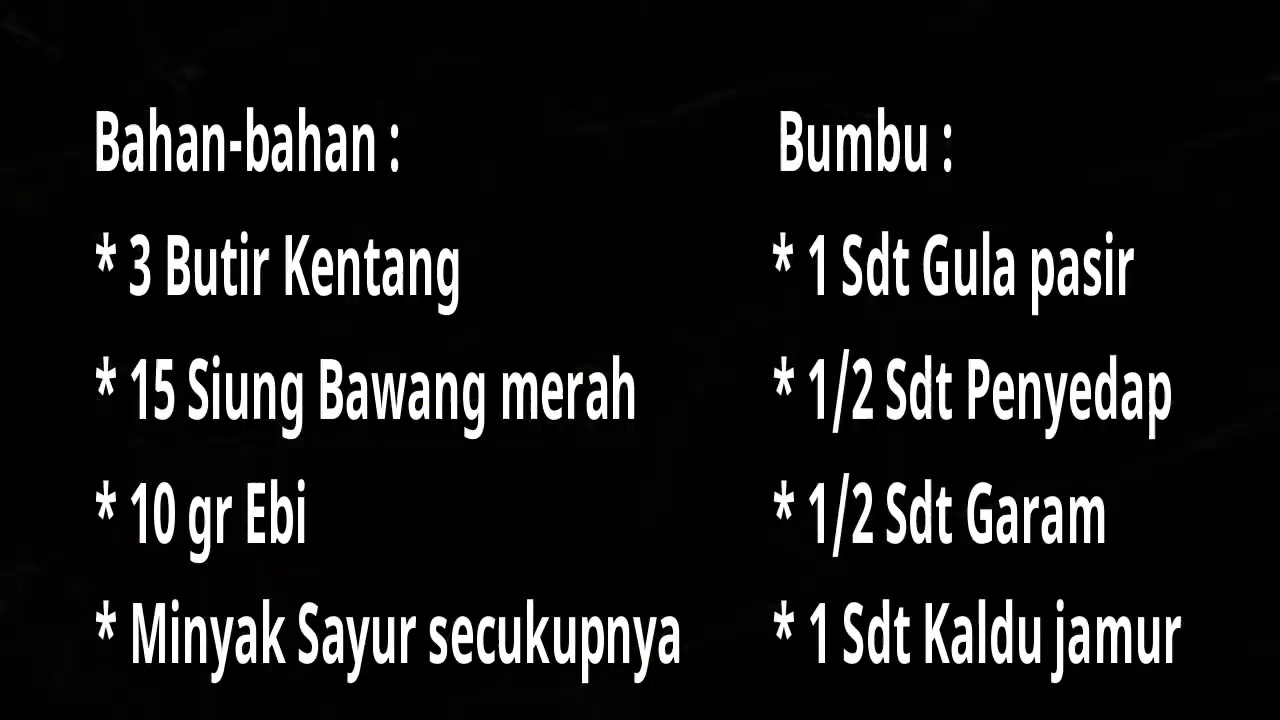 Bahan-bahan :
* 3 Butir Kentang
* 15 Siung Bawang merah
* 10 gr Ebi
* Minyak Sayur secukupnya
Bumbu :
* 1 Sdt Gula pasir
* 1/2 Sdt Penyedap
* 1/2 Sdt Garam
* 1 Sdt Kaldu jamur